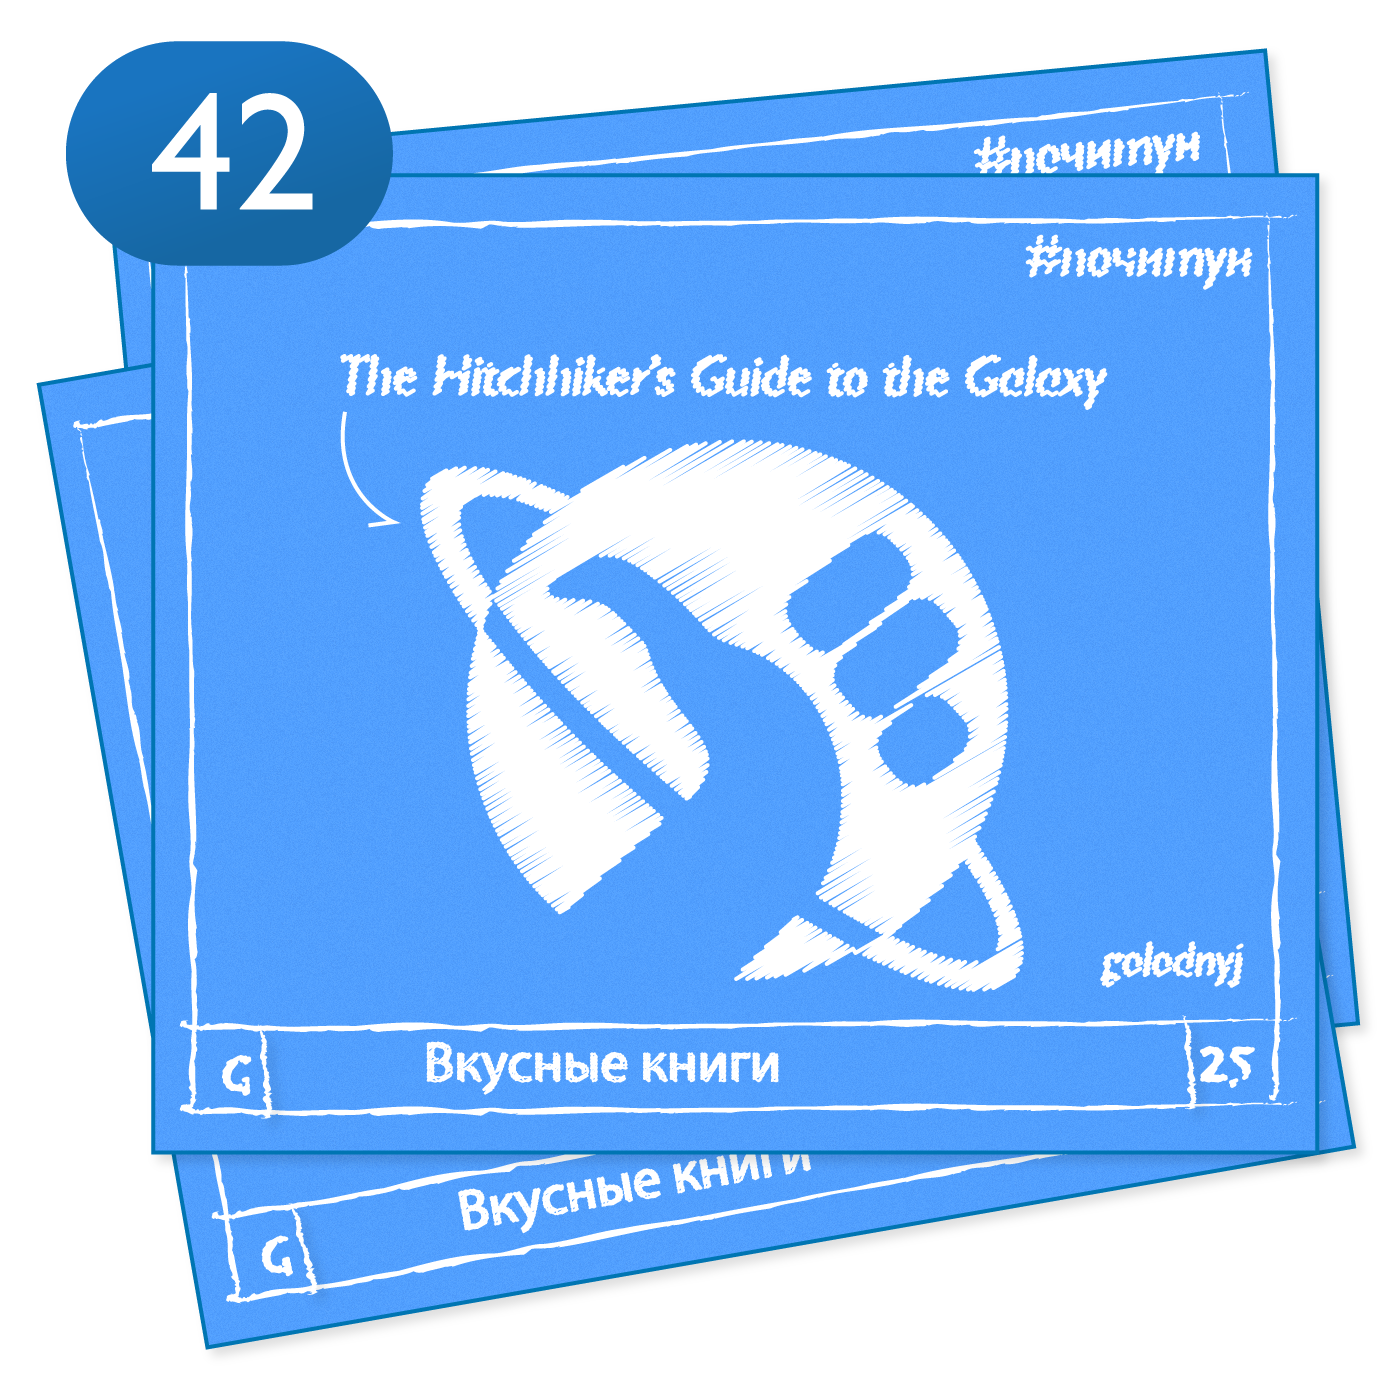 42
#почитун
#почитун
The Hitchhiker's Guide to the Galaxy
golodnyj
G
Вкусные книги
25
Вкусные книги
G